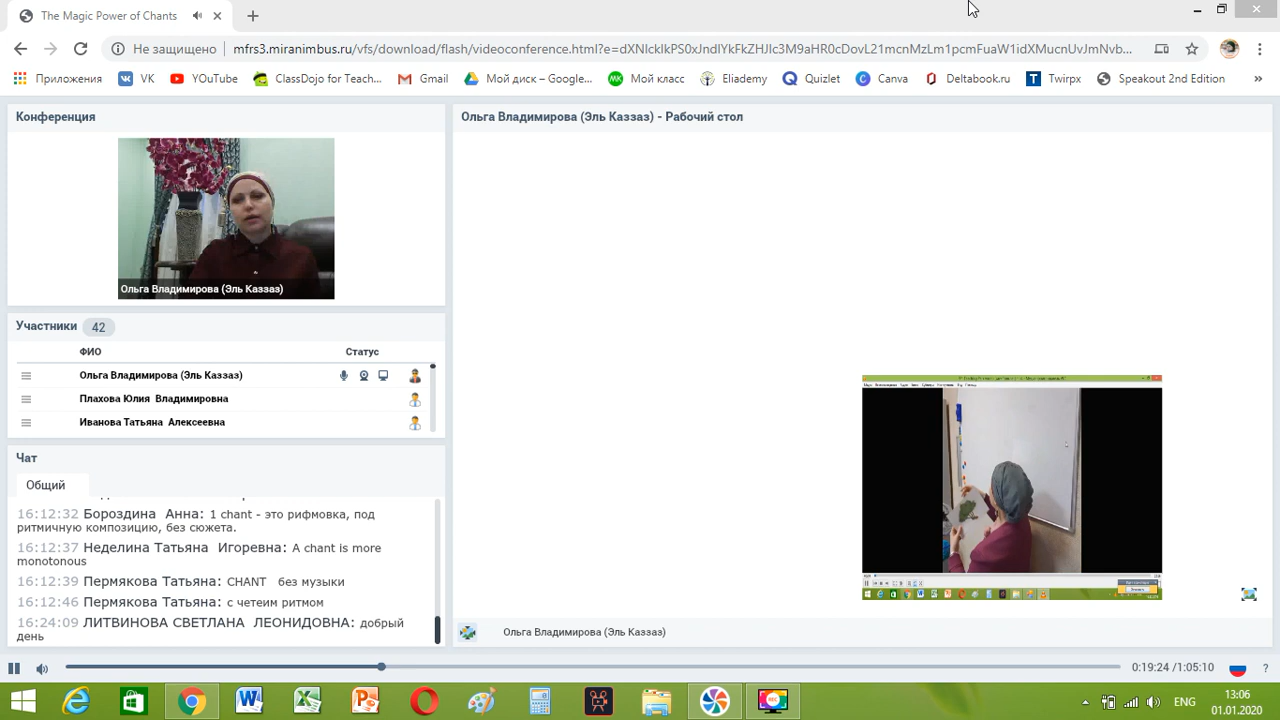 The Magic Power of Chants
Не защищено
mfrs3.miranimbus.ru/vfs/download/flash/videoconference.html?e=dXNlcklkPS0xJndlYkFkZHJlc3M9aHR0cDovL21mcnMzLm1pcmFuaW1idXMucnUvJmNvb...
Приложения
VK
YOutube
ClassDojo for Teach...
Gmail
Мой диск – Google...
Мой класс
Eliademy
Quizlet
Canva
Deltabook.ru
Twirpx
Speakout 2nd Edition
»
Конференция
Ольга Владимирова (Эль Каззаз) - Рабочий стол
Ольга Владимирова (Эль Каззаз)
Участники 42
ФИО Статус
Ольга Владимирова (Эль Каззаз)
Плахова Юлия Владимировна
Иванова Татьяна Алексеевна
Чат
Общий
16:12:32 Бороздина Анна: 1 chant - это рифмовка, под
ритмичную композицию, без сюжета.
16:12:37 Неделина Татьяна Игоревна: A chant is more
monotonous
16:12:39 Пермякова Татьяна: CHANT без музыки
16:12:46 Пермякова Татьяна: с четеим ритмом
16:24:09 ЛИТВИНОВА СВЕТЛАНА ЛЕОНИДОВНА: добрый
день
Ольга Владимирова (Эль Каззаз)
0:19:24/1:05:10
?
ENG
13:06
01.01.2020